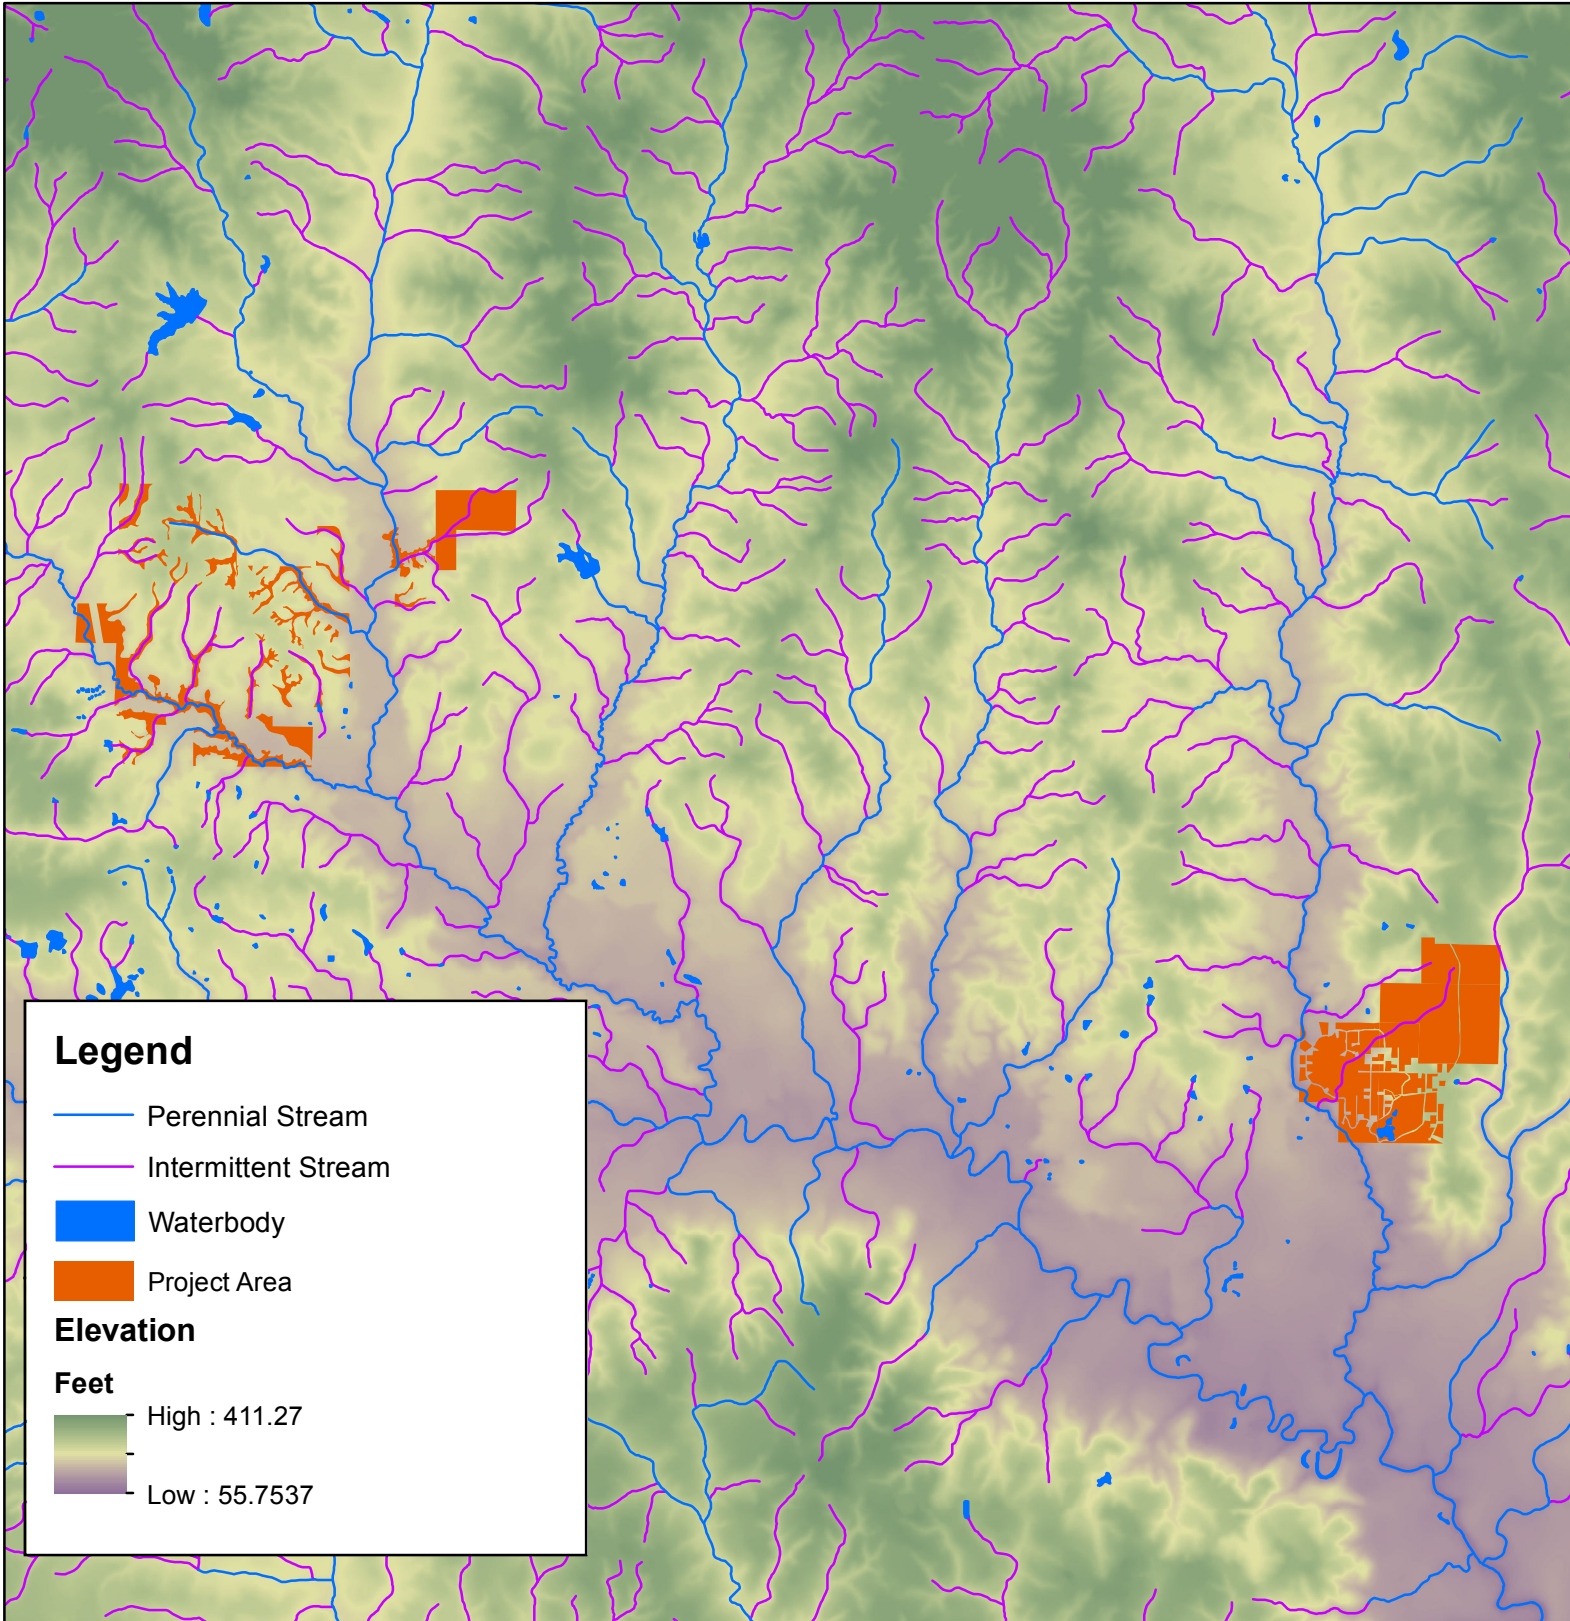 Legend
Perennial Stream
Intermittent Stream
Waterbody
Project Area
Elevation
Feet
High : 411.27
Low : 55.7537